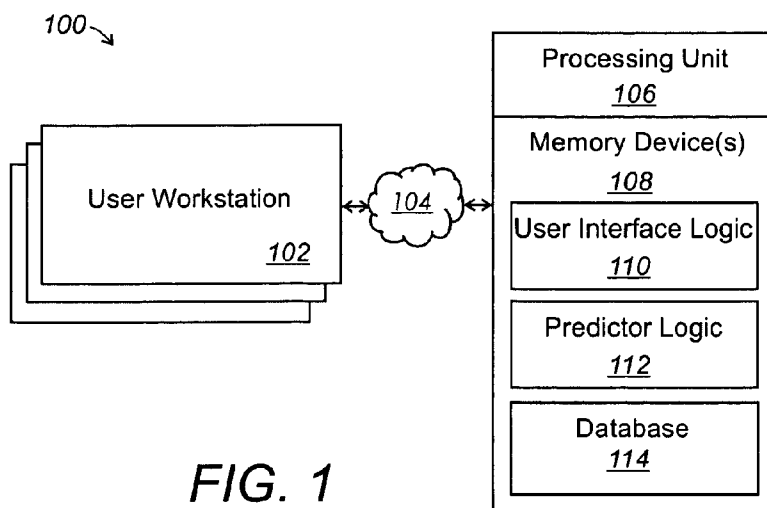 100
User Workstation
102
104
Processing Unit
106
Memory Device(s)
108
User Interface Logic
110
Predictor Logic
112
Database
114
FIG. 1